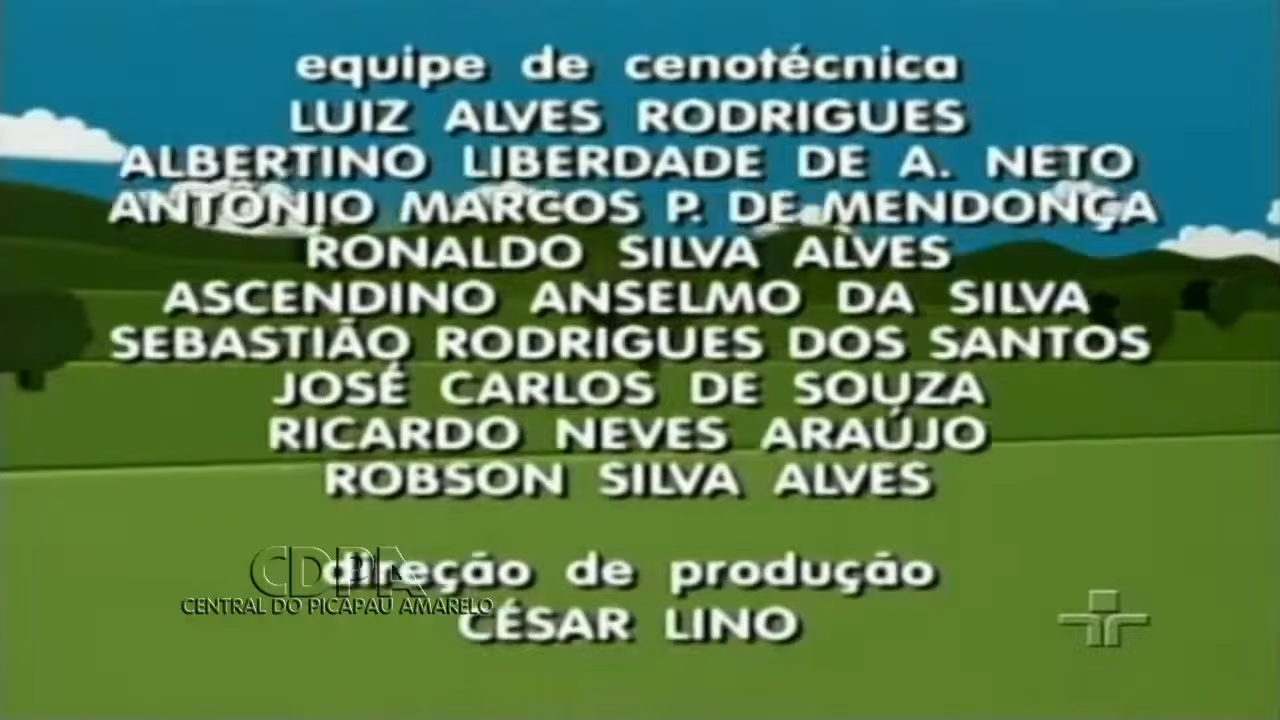 equipe de cenotécnica
LUIZ ALVES RODRIGUES
ALBERTINO LIBERDADE DE A. NETO
ANTÔNIO MARCOS P. DE MENDONÇA
RONALDO SILVA ALVES
ASCENDINO ANSELMO DA SILVA
SEBASTIÃO RODRIGUES DOS SANTOS
JOSÉ CARLOS DE SOUZA
RICARDO NEVES ARAÚJO
ROBSON SILVA ALVES
direção de produção
CÉSAR LINO
CDPA
CENTRAL DO PICAPAU AMARELO